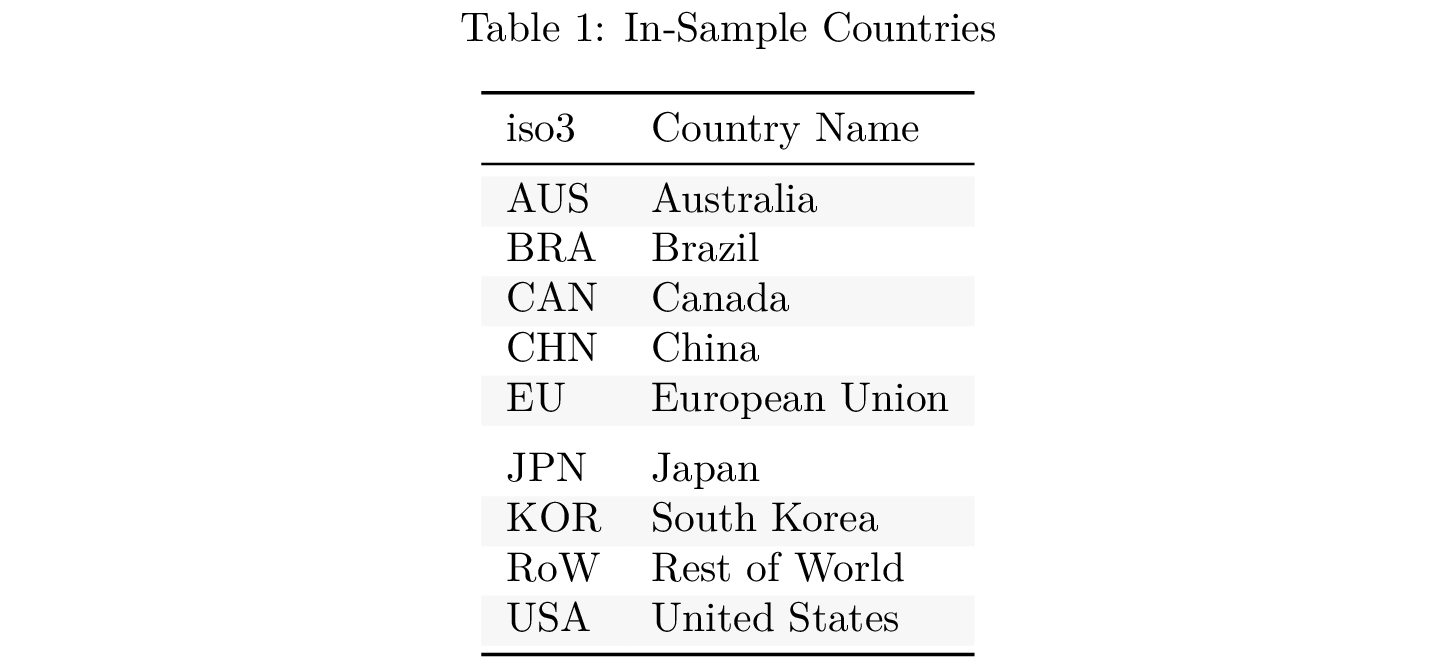 Table 1: In-Sample Countries
iso3 Country Name
AUS Australia
BRA Brazil
CAN Canada
CHN China
EU European Union
JPN Japan
KOR South Korea
RoW Rest of World
USA United States